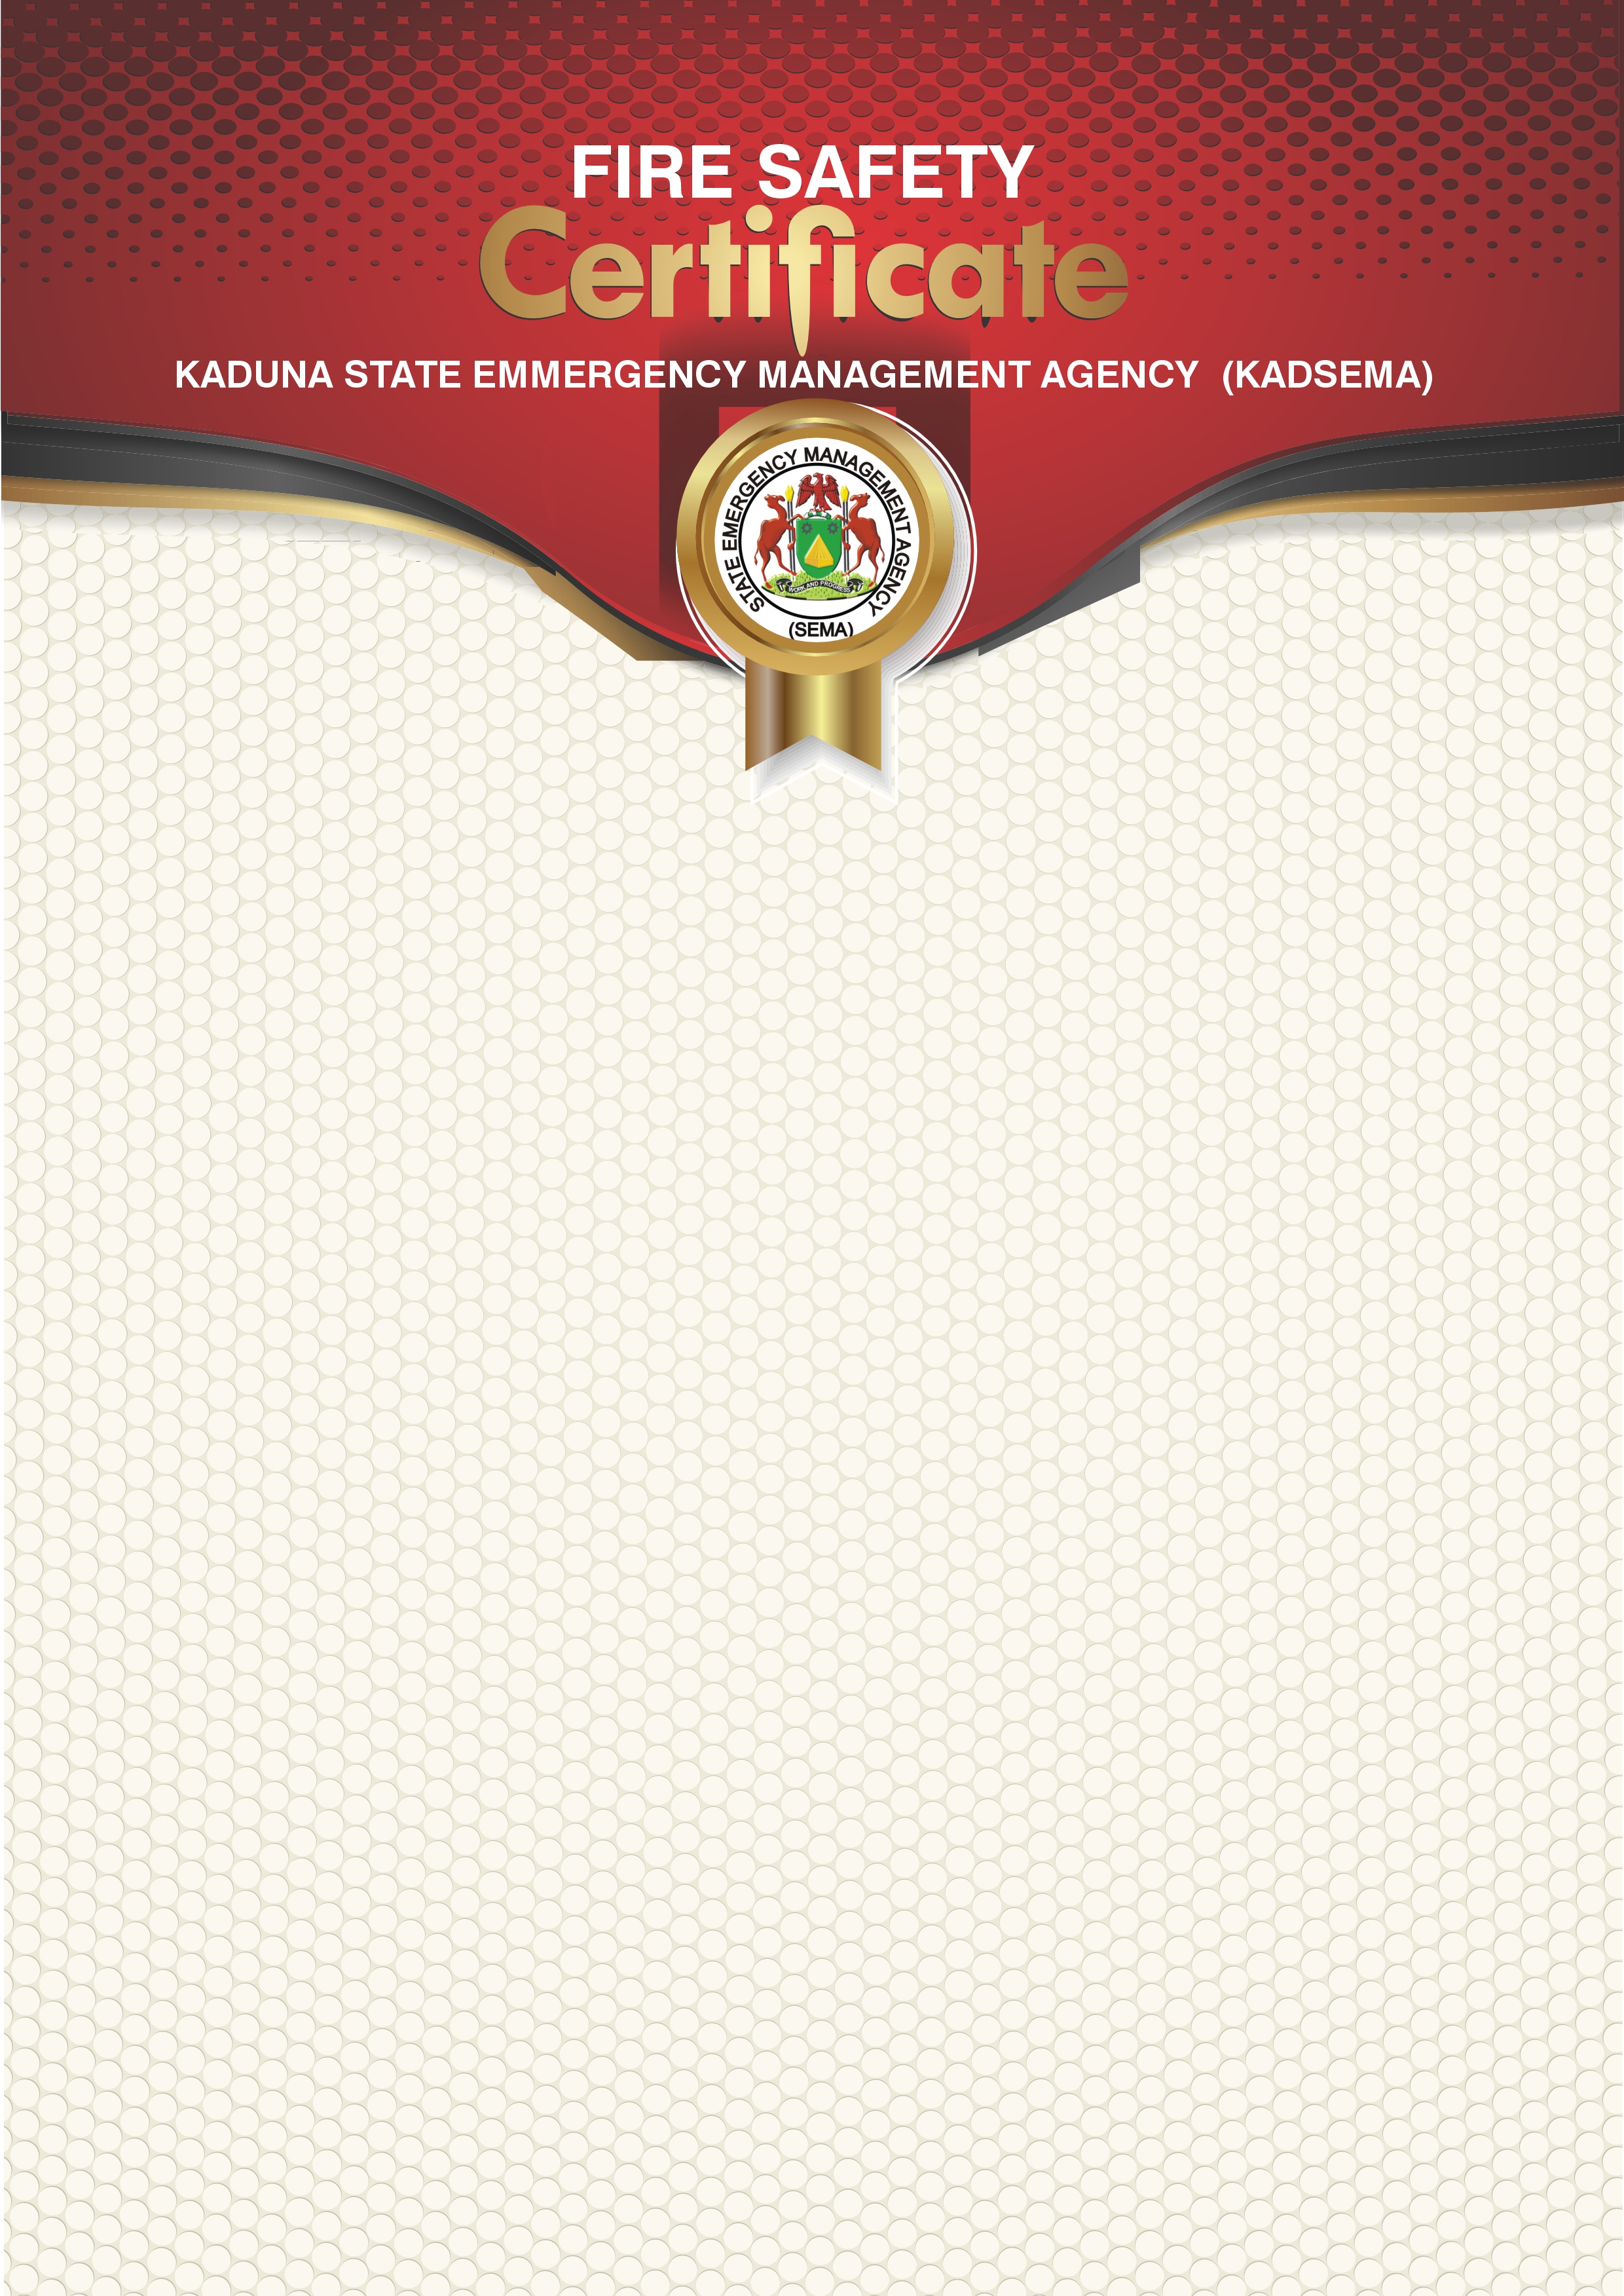 FIRE SAFETY
Certificate
KADUNA STATE EMMERGENCY MANAGEMENT AGENCY (KADSEMA)
STATE EMERGENCY MANAGEMENT AGENCY
WORK AND PROGRESS
(SEMA)